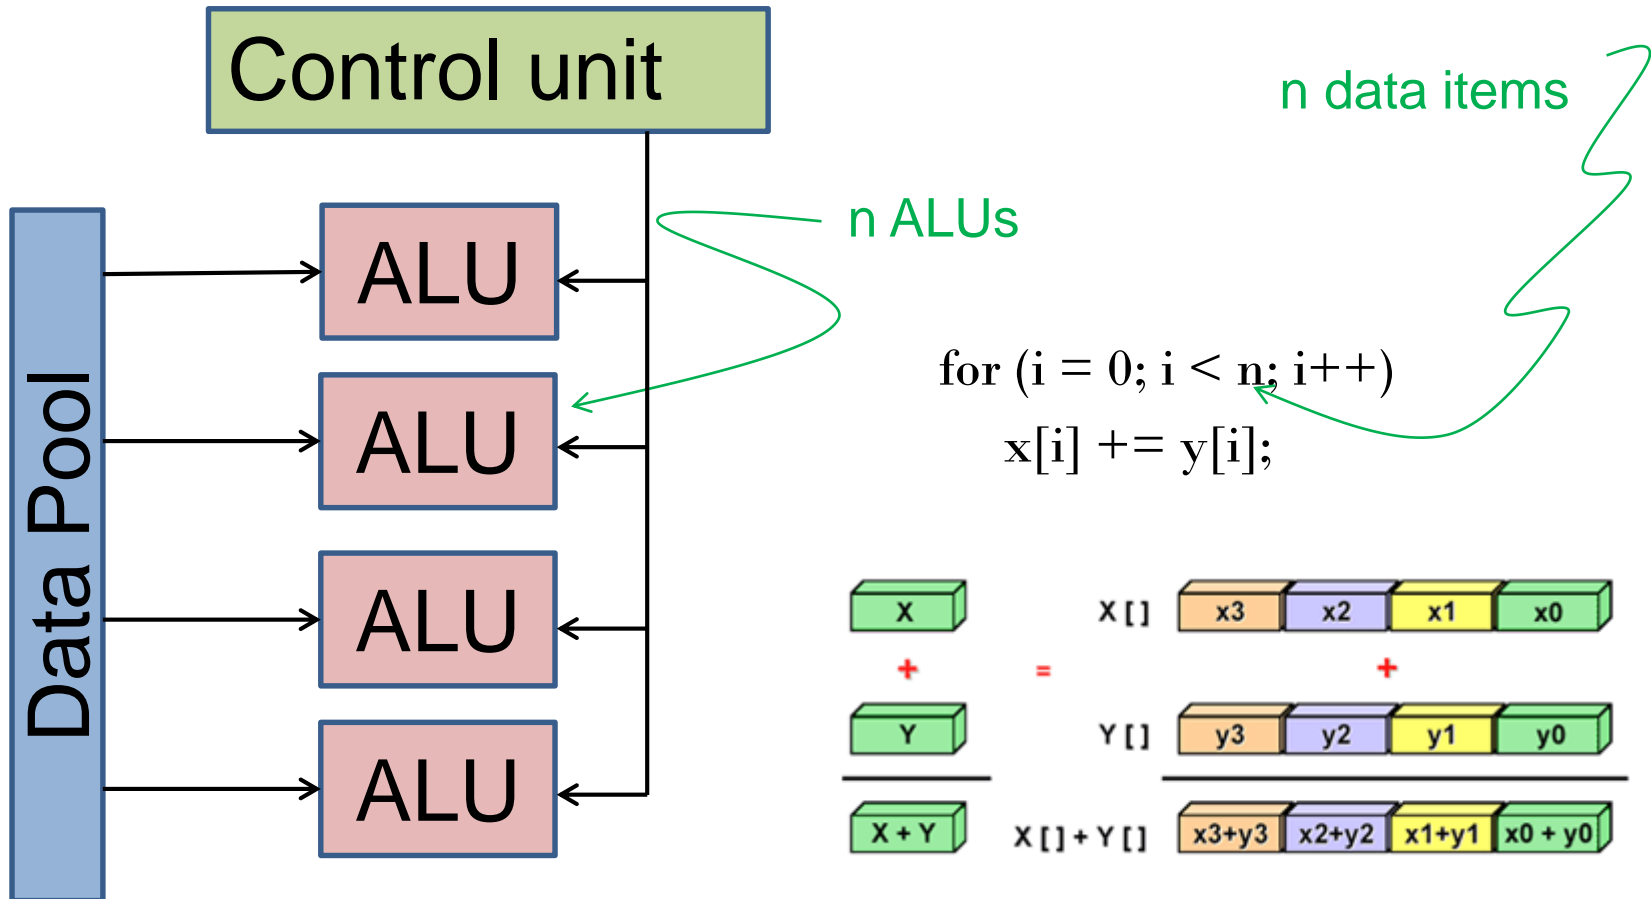 Control unit
n data items
Data Pool
ALU
n ALUs
ALU
ALU
ALU
for (i = 0; i < n; i++)
x[i] += y[i];
X X [ ] x3 x2 x1 x0
+ = +
Y Y [ ] y3 y2 y1 y0
X + Y X [ ] + Y [ ] x3+y3 x2+y2 x1+y1 x0 + y0